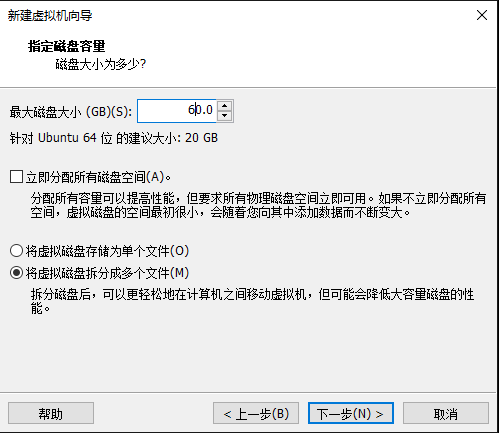 新建虚拟机向导
指定磁盘容量
磁盘大小为多少?
最大磁盘大小 (GB)(S): 60.0
针对 Ubuntu 64 位 的建议大小: 20 GB
立即分配所有磁盘空间(A)。
分配所有容量可以提高性能，但要求所有物理磁盘空间立即可用。如果不立即分配所有
空间，虚拟磁盘的空间最初很小，会随着您向其中添加数据而不断变大。
将虚拟磁盘存储为单个文件(O)
将虚拟磁盘拆分成多个文件(M)
拆分磁盘后，可以更轻松地在计算机之间移动虚拟机，但可能会降低大容量磁盘的性
能。
帮助 < 上一步(B) 下一步(N) > 取消